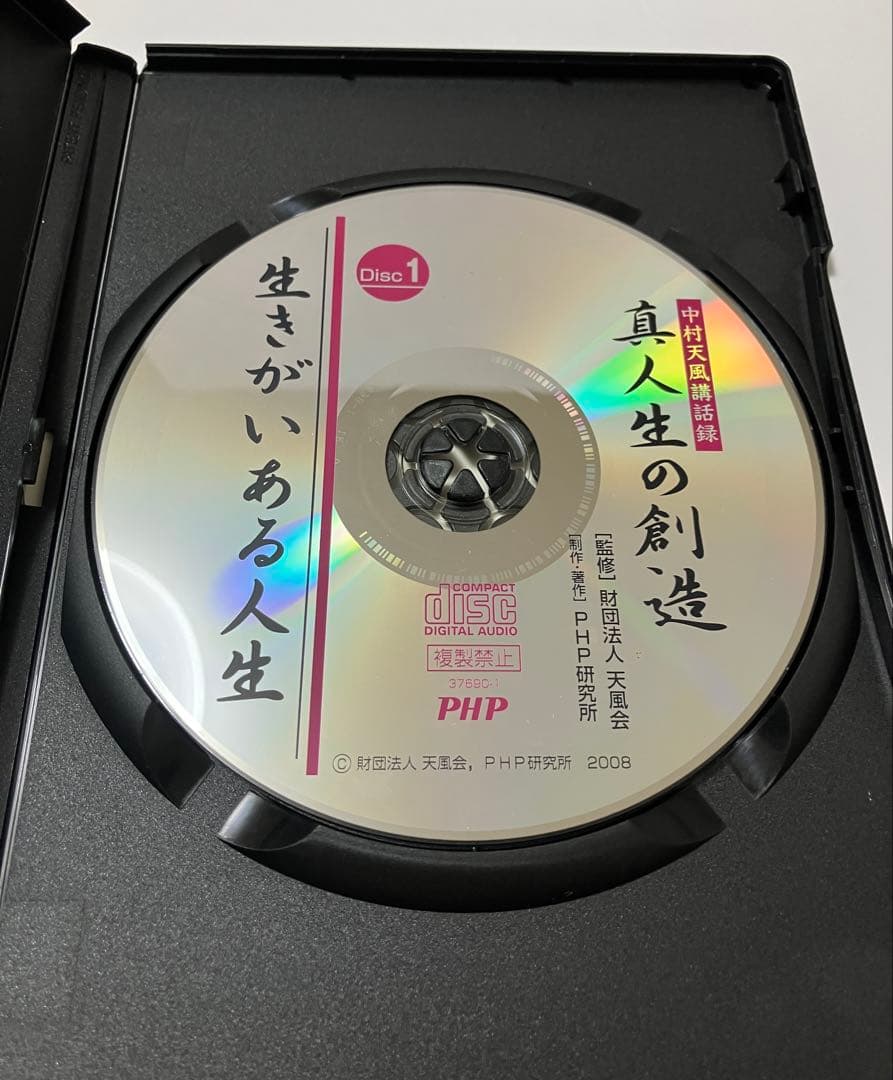 中村天風講話録
真人生の創造
[監修] 財団法人 天風会
[制作・著作] PHP研究所
Disc 1
生きがいある人生
COMPACT
disc
DIGITAL AUDIO
複製禁止
3769C-1
PHP
© 財団法人 天風会, PHP研究所 2008